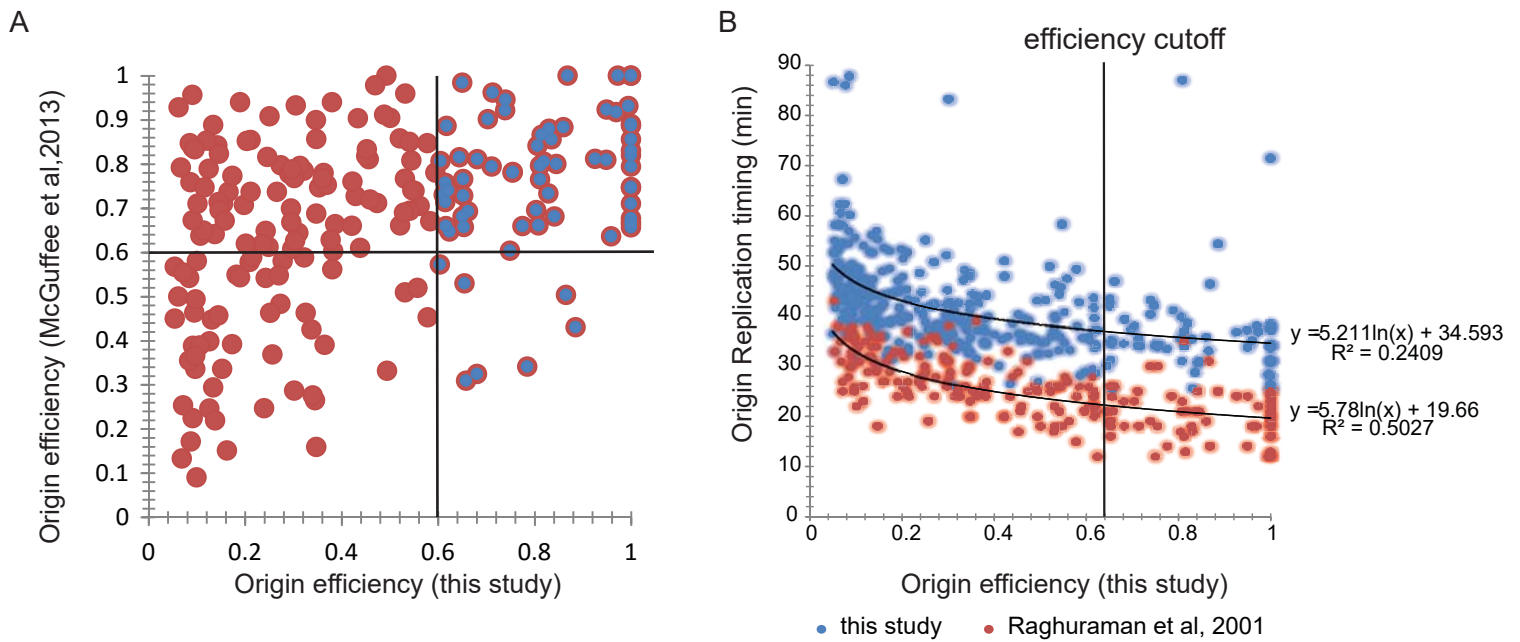 A
Origin efficiency (McGuffee et al,2013)
1
0.9
0.8
0.7
0.6
0.5
0.4
0.3
0.2
0.1
0
0 0.2 0.4 0.6 0.8 1
Origin efficiency (this study)
B
efficiency cutoff
Origin Replication timing (min)
90
80
70
60
50
40
30
20
10
0
0 0.2 0.4 0.6 0.8 1
y =5.211ln(x) + 34.593
R² = 0.2409
y =5.78ln(x) + 19.66
R² = 0.5027
Origin efficiency (this study)
this study Raghuraman et al, 2001